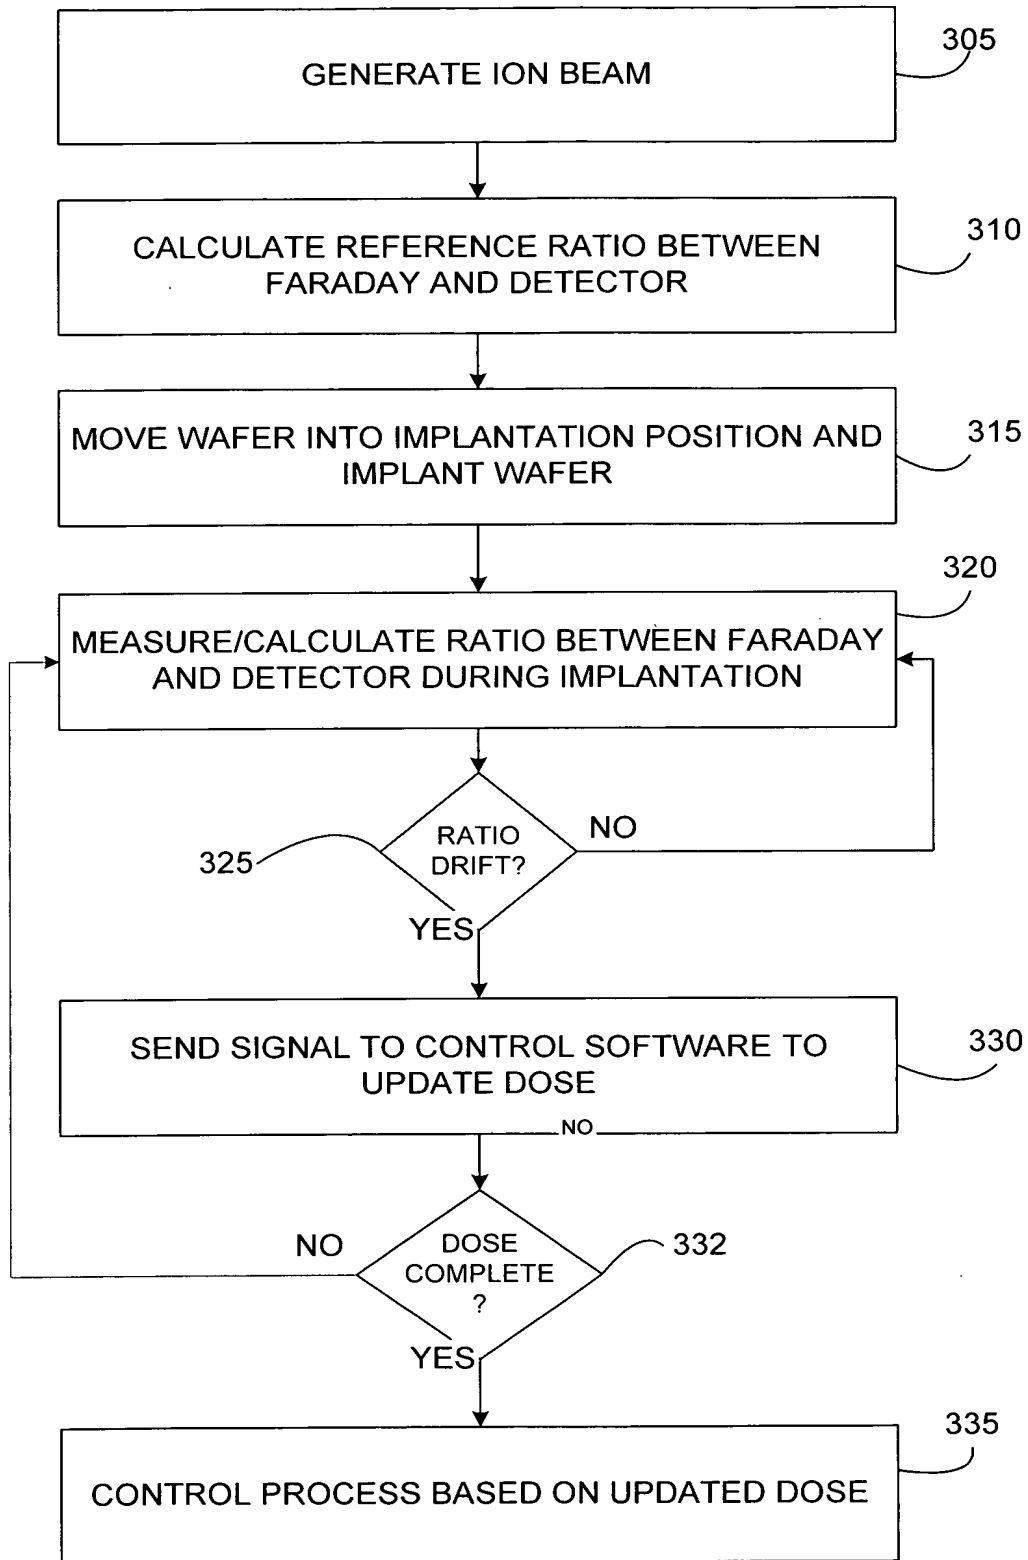 GENERATE ION BEAM
305
CALCULATE REFERENCE RATIO BETWEEN
FARADAY AND DETECTOR
310
MOVE WAFER INTO IMPLANTATION POSITION AND
IMPLANT WAFER
315
320
MEASURE/CALCULATE RATIO BETWEEN FARADAY
AND DETECTOR DURING IMPLANTATION
RATIO
DRIFT?
NO
325
YES
SEND SIGNAL TO CONTROL SOFTWARE TO
UPDATE DOSE
330
NO
NO
DOSE
COMPLETE
?
332
YES
335
CONTROL PROCESS BASED ON UPDATED DOSE